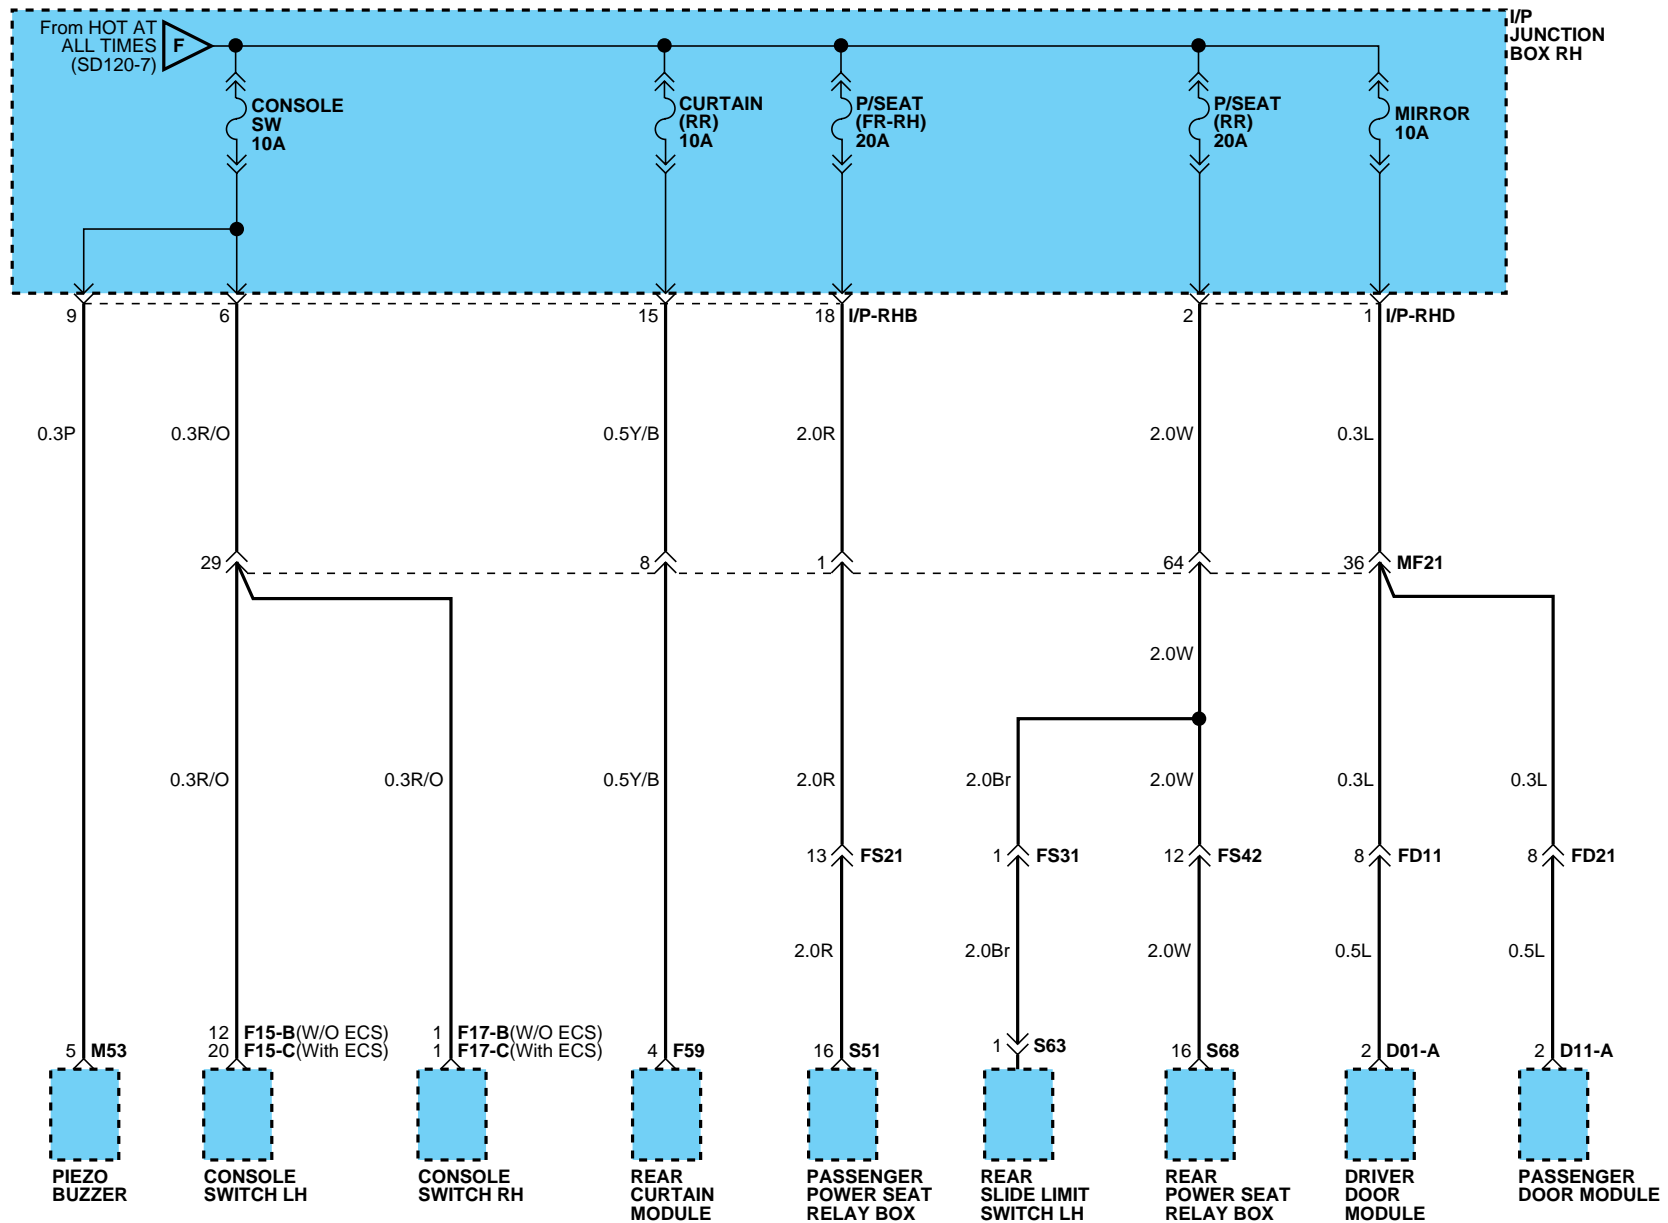 From HOT AT
ALL TIMES
(SD120-7)
F
I/P
JUNCTION
BOX RH
CONSOLE
SW
10A
CURTAIN
(RR)
10A
P/SEAT
(FR-RH)
20A
P/SEAT
(RR)
20A
MIRROR
10A
9
6
15
18 I/P-RHB
2
1 I/P-RHD
0.3P
0.3R/O
0.5Y/B
2.0R
2.0W
0.3L
29
8
1
64
36 MF21
2.0W
0.3R/O
0.3R/O
0.5Y/B
2.0R
2.0Br
2.0W
0.3L
0.3L
13 FS21
1 FS31
12 FS42
8 FD11
8 FD21
2.0R
2.0Br
2.0W
0.5L
0.5L
5 M53
12 F15-B(W/O ECS)
20 F15-C(With ECS)
1 F17-B(W/O ECS)
1 F17-C(With ECS)
4 F59
16 S51
1 S63
16 S68
2 D01-A
2 D11-A
PIEZO
BUZZER
CONSOLE
SWITCH LH
CONSOLE
SWITCH RH
REAR
CURTAIN
MODULE
PASSENGER
POWER SEAT
RELAY BOX
REAR
SLIDE LIMIT
SWITCH LH
REAR
POWER SEAT
RELAY BOX
DRIVER
DOOR
MODULE
PASSENGER
DOOR MODULE